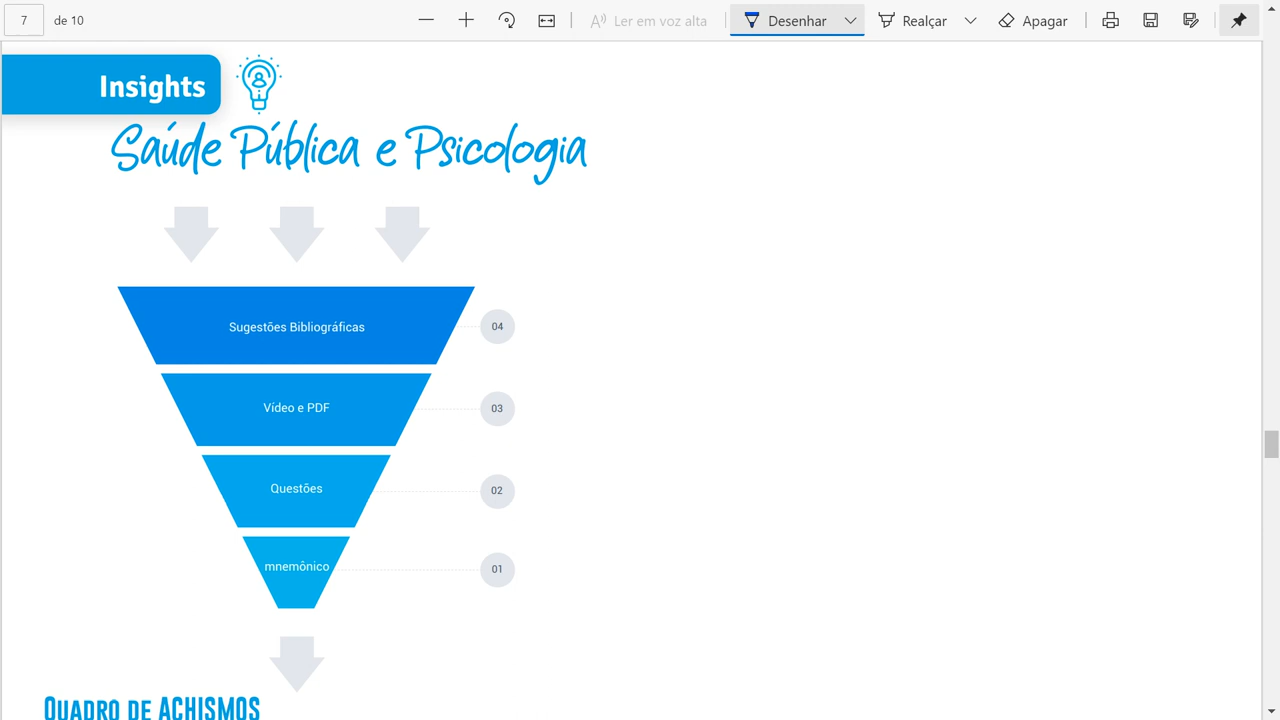 7 de 10 Ler em voz alta Desenhar Realçar Apagar
Insights
Saúde Pública e Psicologia
Sugestões Bibliográficas 04
Vídeo e PDF 03
Questões 02
mnemônico 01
QUADRO DE ACHISMOS